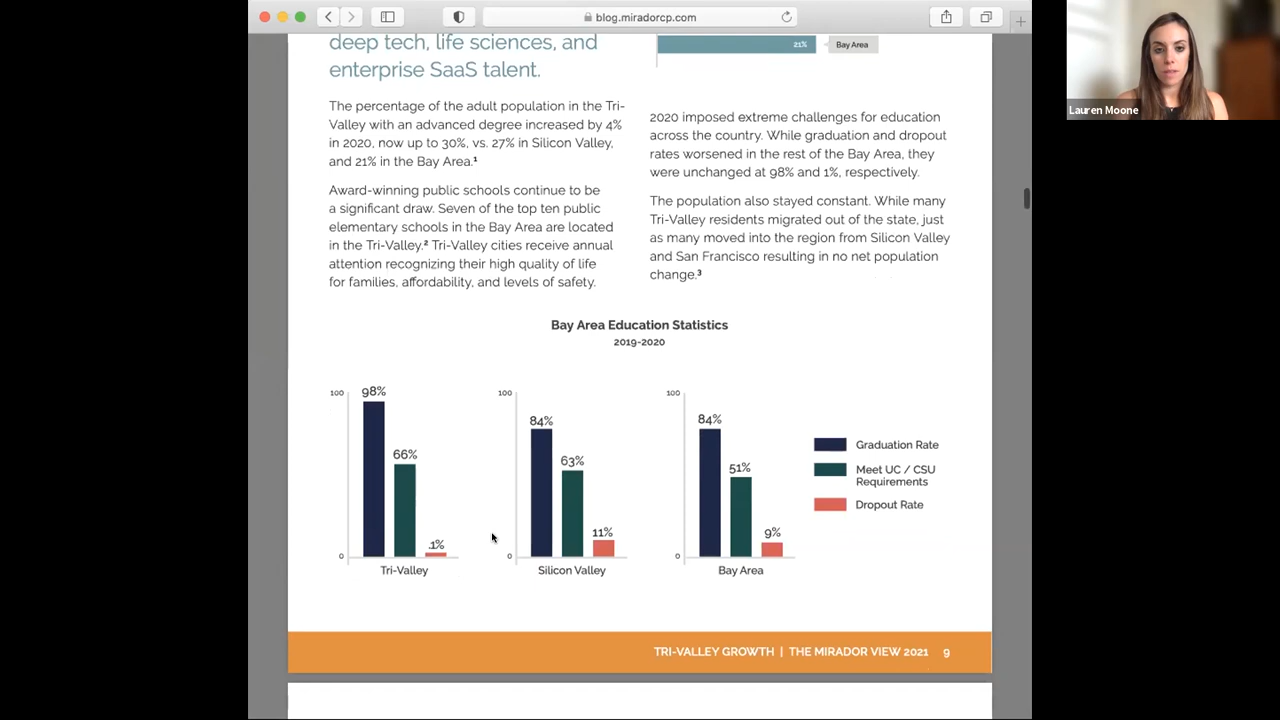 blog.miradorcp.com
Lauren Moone
deep tech, life sciences, and
enterprise SaaS talent.
21%
Bay Area
The percentage of the adult population in the Tri-
Valley with an advanced degree increased by 4%
in 2020, now up to 30%, vs. 27% in Silicon Valley,
and 21% in the Bay Area.¹
Award-winning public schools continue to be
a significant draw. Seven of the top ten public
elementary schools in the Bay Area are located
in the Tri-Valley.² Tri-Valley cities receive annual
attention recognizing their high quality of life
for families, affordability, and levels of safety.
2020 imposed extreme challenges for education
across the country. While graduation and dropout
rates worsened in the rest of the Bay Area, they
were unchanged at 98% and 1%, respectively.
The population also stayed constant. While many
Tri-Valley residents migrated out of the state, just
as many moved into the region from Silicon Valley
and San Francisco resulting in no net population
change.³
Bay Area Education Statistics
2019-2020
100
98%
66%
.1%
0
Tri-Valley
100
84%
63%
11%
0
Silicon Valley
100
84%
51%
9%
0
Bay Area
Graduation Rate
Meet UC / CSU
Requirements
Dropout Rate
TRI-VALLEY GROWTH | THE MIRADOR VIEW 2021 9